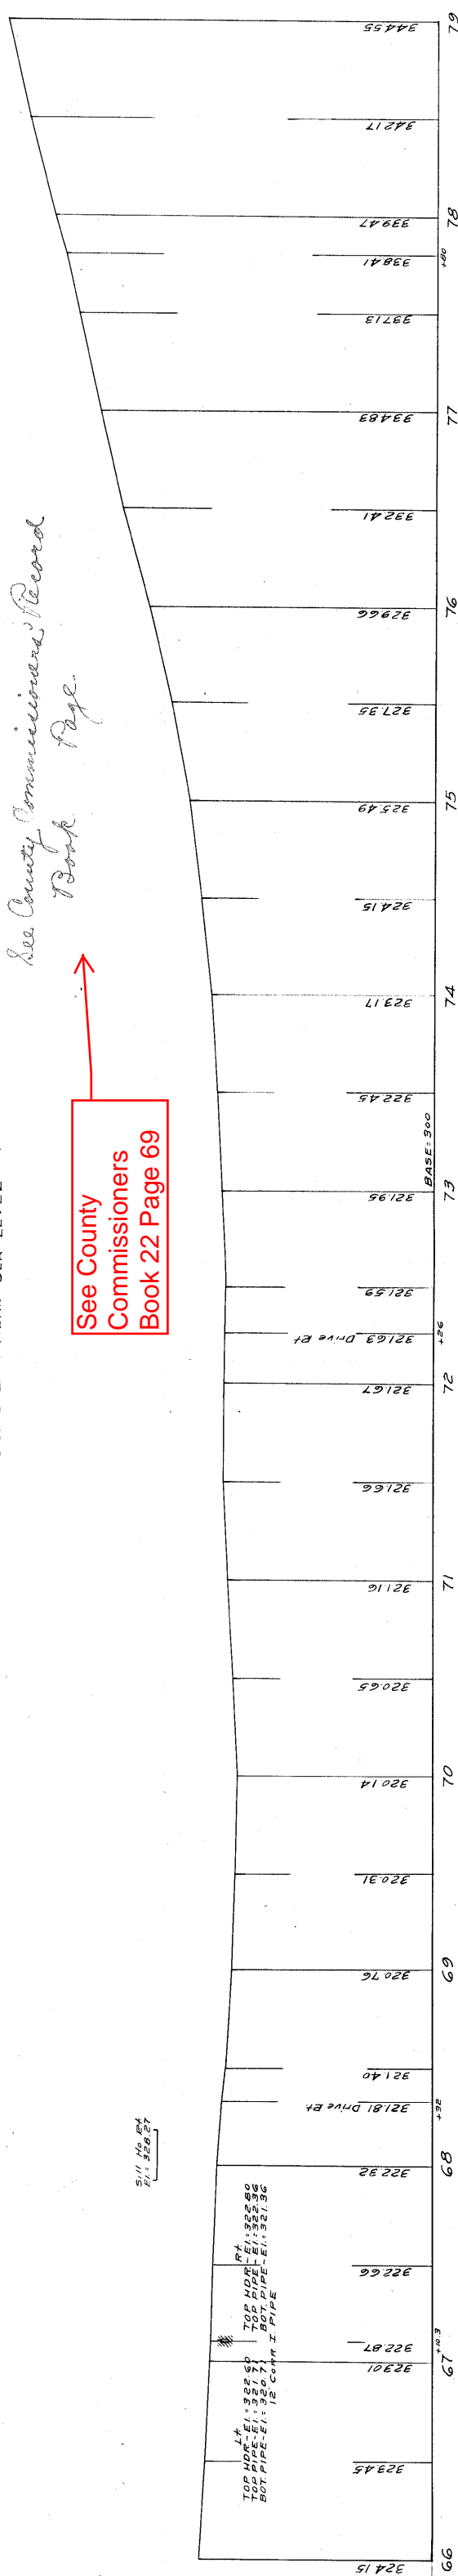 See County Commissioners' Record
Book Page
See County
Commissioners
Book 22 Page 69
Sill Ho. Rt.
El. = 328.27
Lt.
TOP HDR.-El. = 322.60
TOP PIPE-El. = 321.71
BOT. PIPE-El. = 320.71
Rt.
TOP HDR.-El. = 322.80
TOP PIPE-El. = 322.36
BOT. PIPE-El. = 321.36
12" CORR. I. PIPE
BASE = 300
324.15
323.45
323.01
322.87
322.66
322.32
321.81 Drive Rt.
321.40
320.76
320.31
320.14
320.65
321.16
321.66
321.67
321.63 Drive Rt.
321.59
321.95
322.45
323.17
324.15
325.49
327.35
329.66
332.41
334.83
337.13
338.41
339.47
342.17
344.55
66
67
+10.3
68
+32
69
70
71
72
+26
73
74
75
76
77
+80
78
79